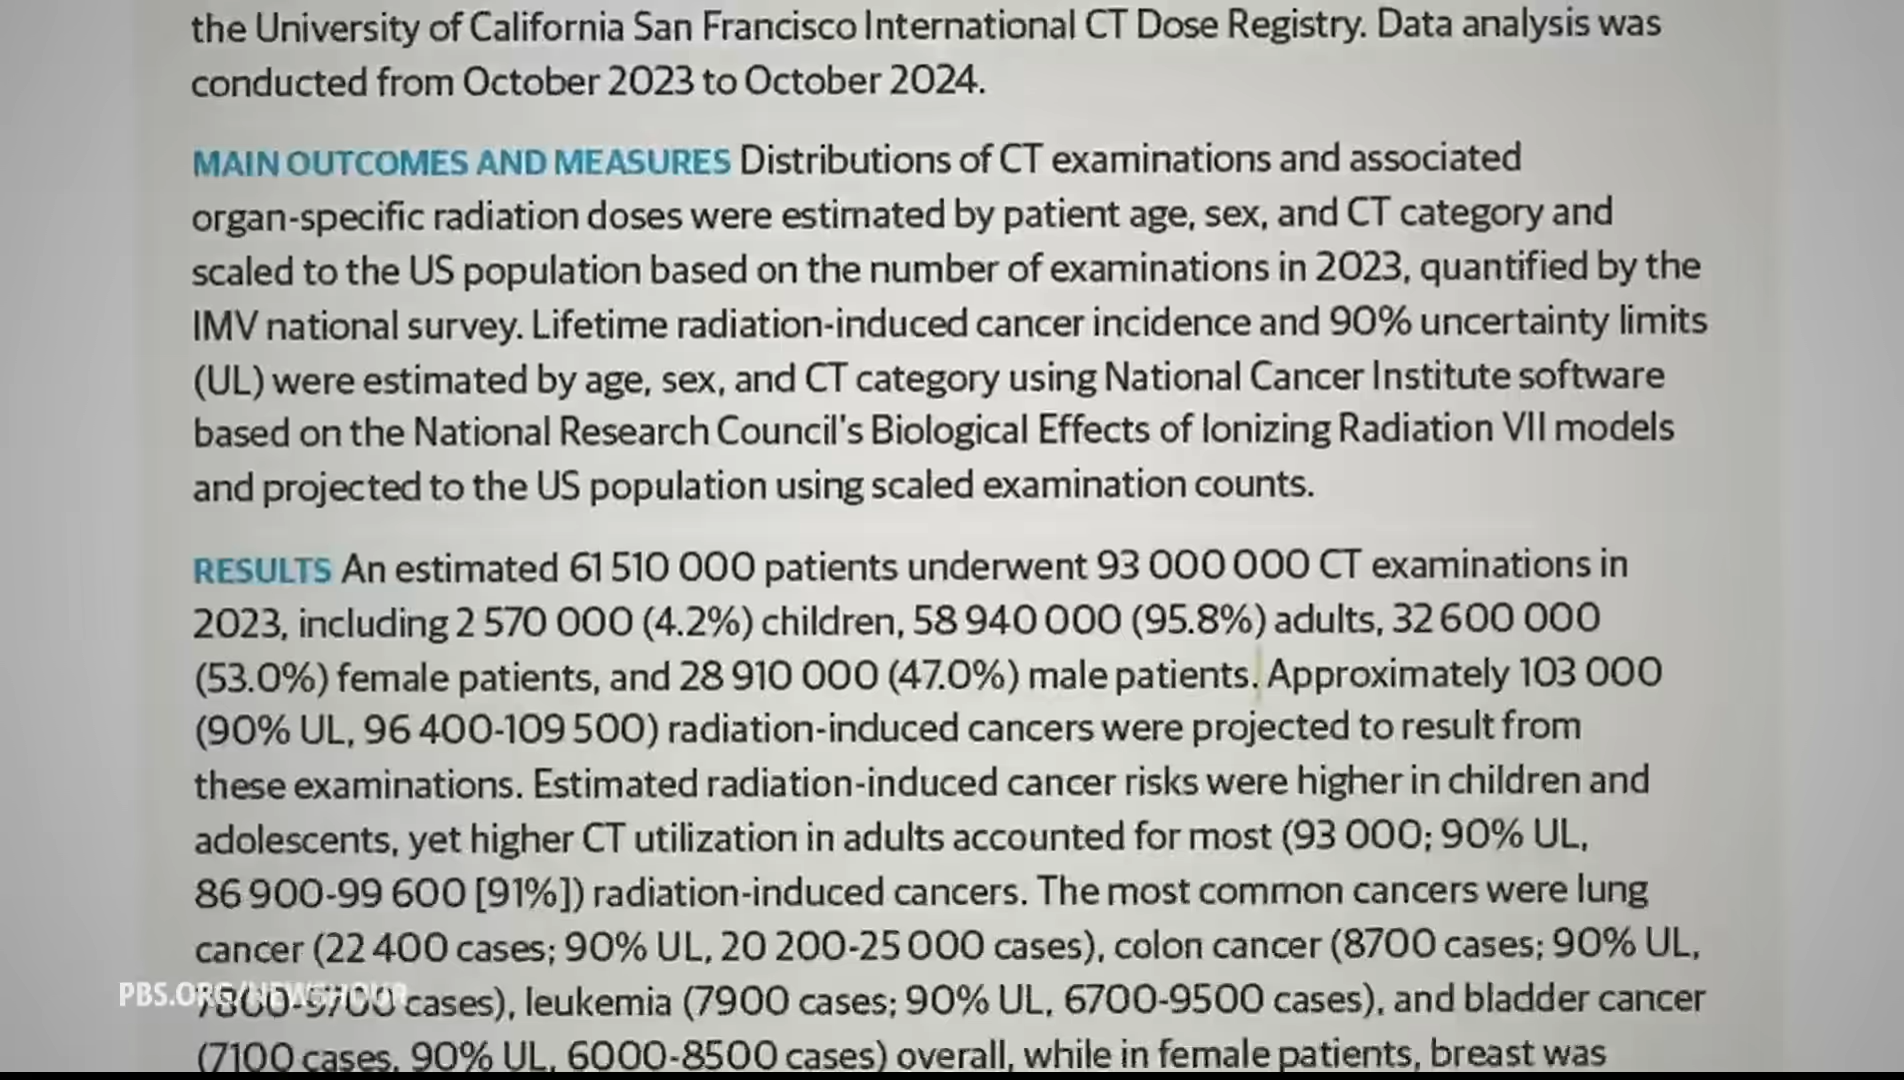 the University of California San Francisco International CT Dose Registry. Data analysis was
conducted from October 2023 to October 2024.
MAIN OUTCOMES AND MEASURES Distributions of CT examinations and associated
organ-specific radiation doses were estimated by patient age, sex, and CT category and
scaled to the US population based on the number of examinations in 2023, quantified by the
IMV national survey. Lifetime radiation-induced cancer incidence and 90% uncertainty limits
(UL) were estimated by age, sex, and CT category using National Cancer Institute software
based on the National Research Council's Biological Effects of Ionizing Radiation VII models
and projected to the US population using scaled examination counts.
RESULTS An estimated 61 510 000 patients underwent 93 000 000 CT examinations in
2023, including 2 570 000 (4.2%) children, 58 940 000 (95.8%) adults, 32 600 000
(53.0%) female patients, and 28 910 000 (47.0%) male patients. Approximately 103 000
(90% UL, 96 400-109 500) radiation-induced cancers were projected to result from
these examinations. Estimated radiation-induced cancer risks were higher in children and
adolescents, yet higher CT utilization in adults accounted for most (93 000; 90% UL,
86 900-99 600 [91%]) radiation-induced cancers. The most common cancers were lung
cancer (22 400 cases; 90% UL, 20 200-25 000 cases), colon cancer (8700 cases; 90% UL,
PBS.ORG/NEWSHOUR
cases), leukemia (7900 cases; 90% UL, 6700-9500 cases), and bladder cancer
(7100 cases, 90% UL, 6000-8500 cases) overall, while in female patients, breast was